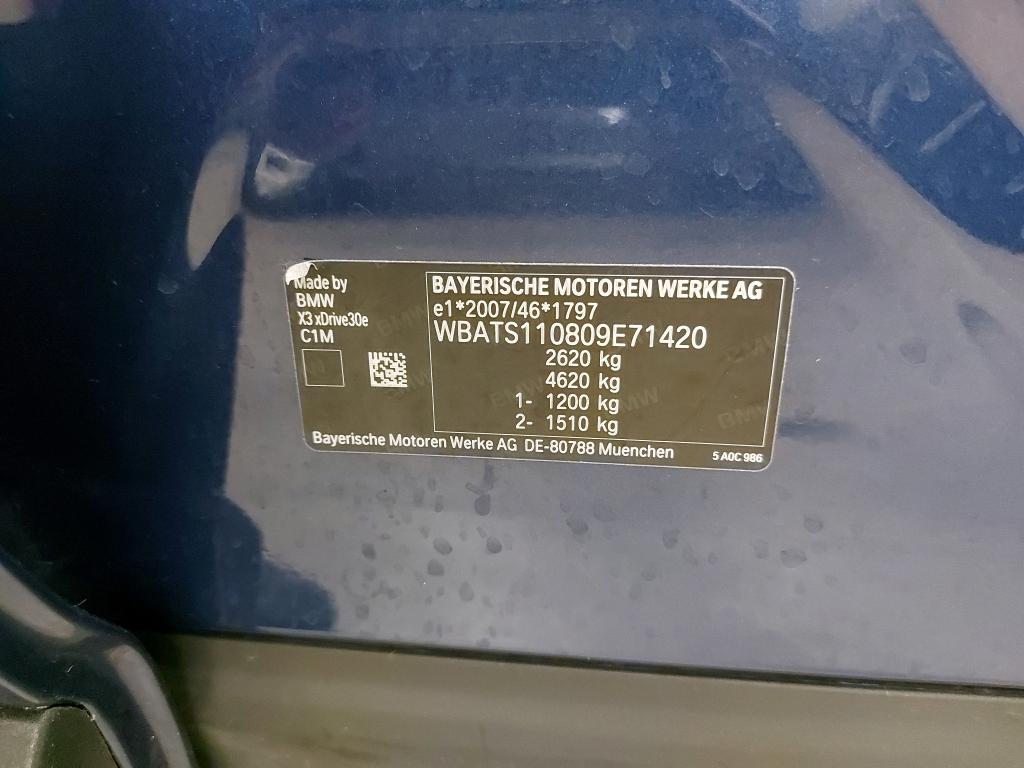 Made by
BMW
X3 xDrive30e
C1M
BAYERISCHE MOTOREN WERKE AG
e1*2007/46*1797
WBATS110809E71420
2620 kg
4620 kg
1- 1200 kg
2- 1510 kg
Bayerische Motoren Werke AG DE-80788 Muenchen
5 A0C 986